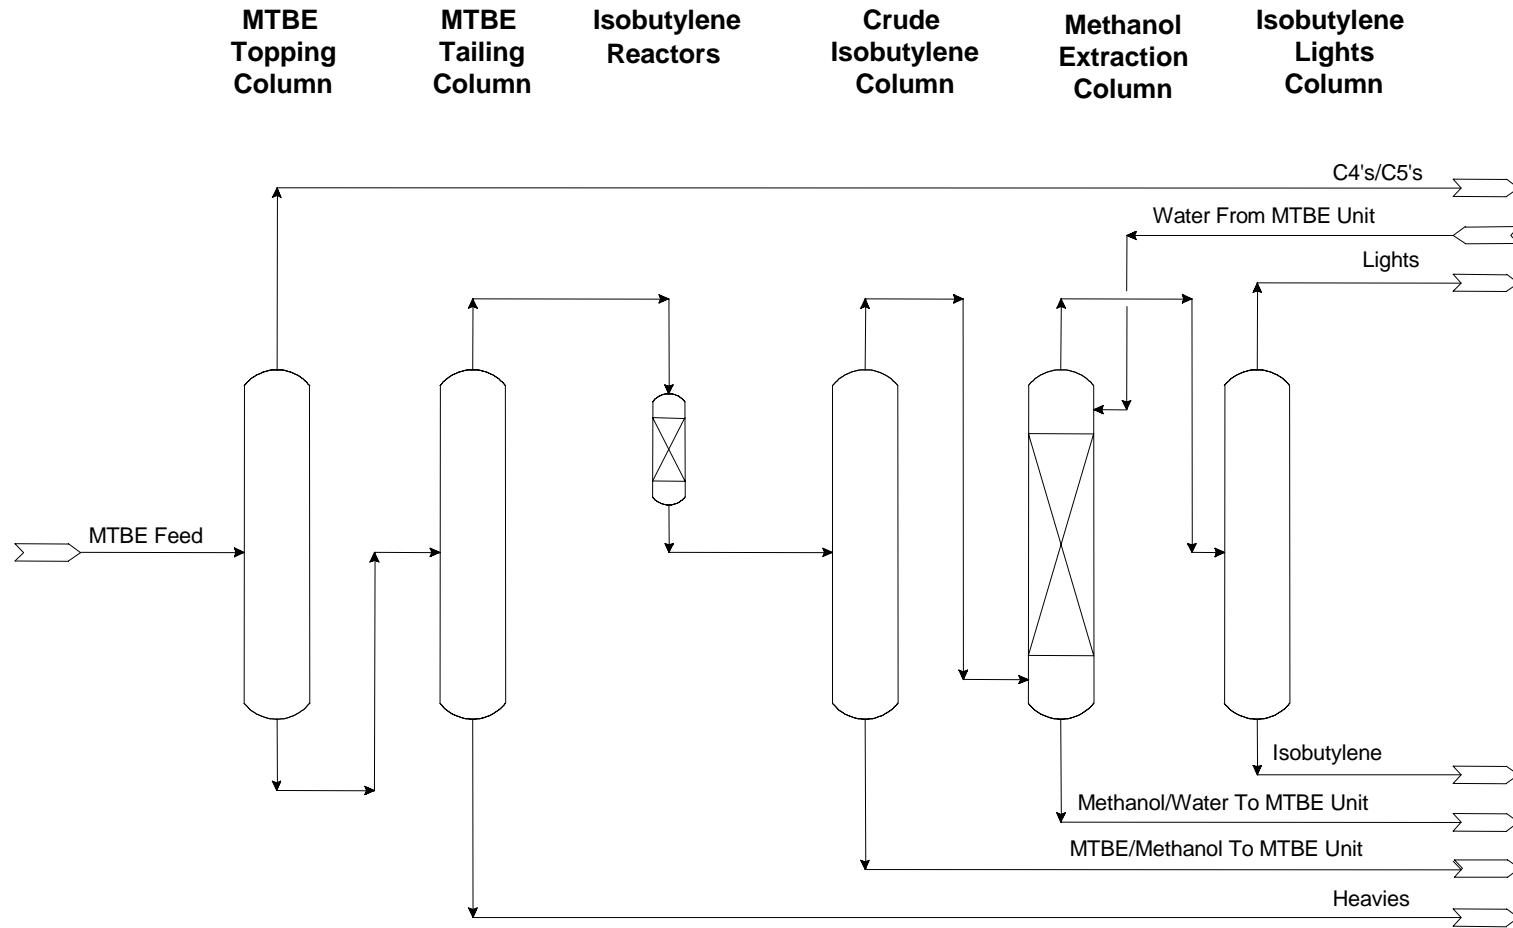 MTBE
Topping
Column
MTBE
Tailing
Column
Isobutylene
Reactors
Crude
Isobutylene
Column
Methanol
Extraction
Column
Isobutylene
Lights
Column
C4's/C5's
Water From MTBE Unit
Lights
MTBE Feed
Isobutylene
Methanol/Water To MTBE Unit
MTBE/Methanol To MTBE Unit
Heavies